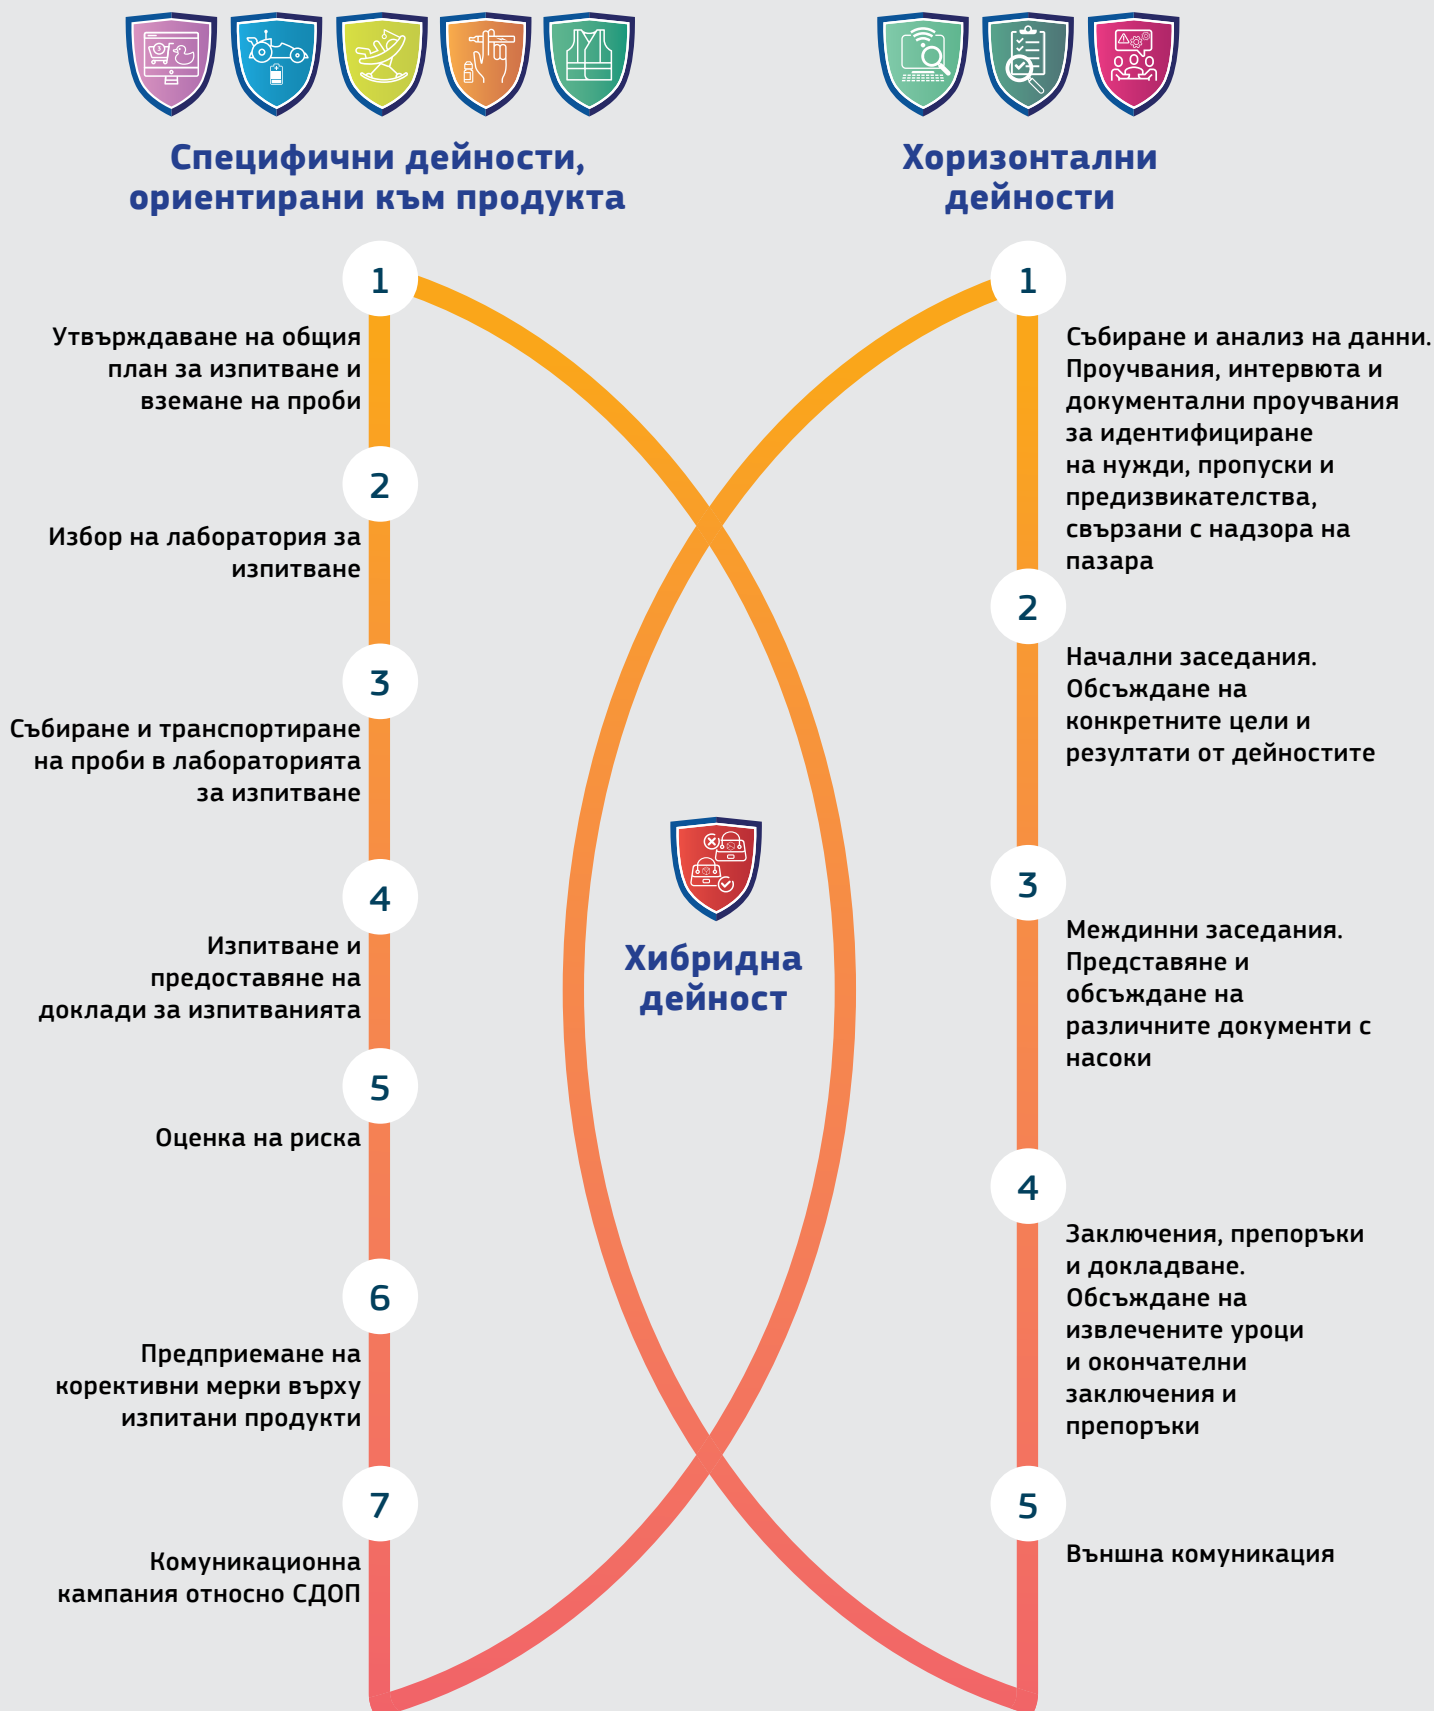 Специфични дейности,
ориентирани към продукта
1
Утвърждаване на общия
план за изпитване и
вземане на проби
2
Избор на лаборатория за
изпитване
3
Събиране и транспортиране
на проби в лабораторията
за изпитване
4
Изпитване и
предоставяне на
доклади за изпитванията
5
Оценка на риска
6
Предприемане на
корективни мерки върху
изпитани продукти
7
Комуникационна
кампания относно СДОП
Хибридна
дейност
Хоризонтални
дейности
1
Събиране и анализ на данни.
Проучвания, интервюта и
документални проучвания
за идентифициране
на нужди, пропуски и
предизвикателства,
свързани с надзора на
пазара
2
Начални заседания.
Обсъждане на
конкретните цели и
резултати от дейностите
3
Междинни заседания.
Представяне и
обсъждане на
различните документи с
насоки
4
Заключения, препоръки
и докладване.
Обсъждане на
извлечените уроци
и окончателни
заключения и
препоръки
5
Външна комуникация